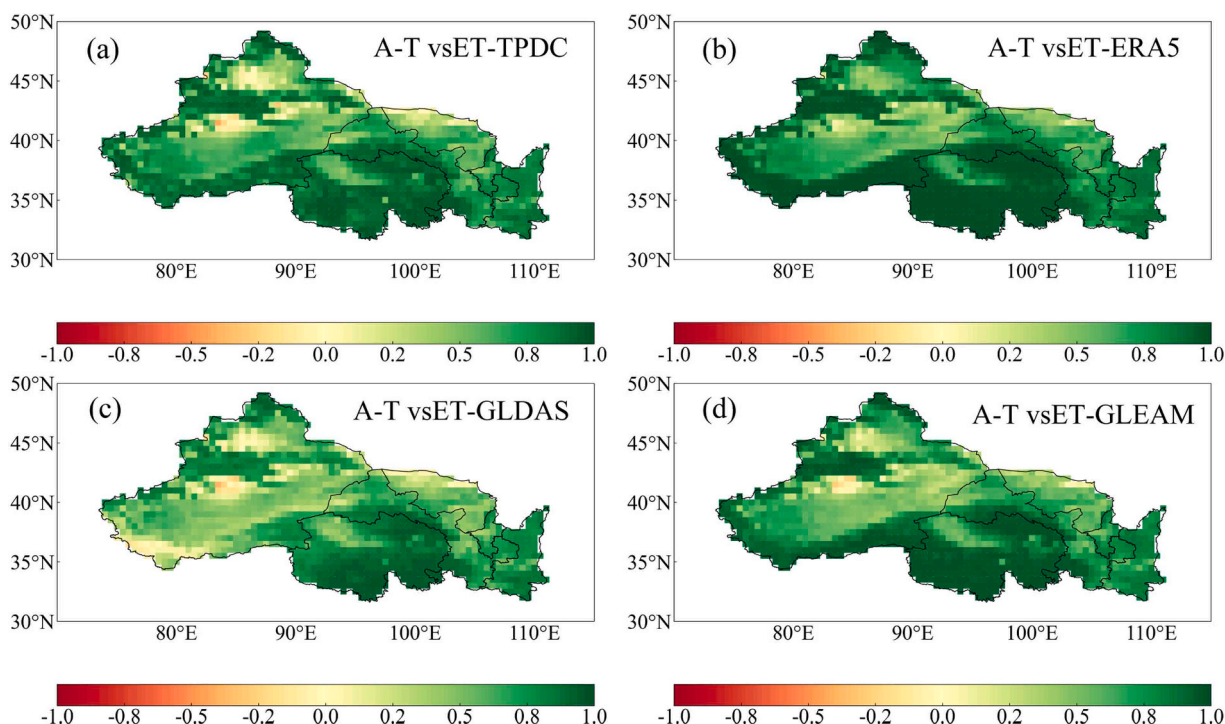 50°N
(a) A-T vsET-TPDC
45°N
40°N
35°N
30°N
80°E 90°E 100°E 110°E
-1.0 -0.8 -0.5 -0.2 0.0 0.2 0.5 0.8 1.0
50°N
(b) A-T vsET-ERA5
45°N
40°N
35°N
30°N
80°E 90°E 100°E 110°E
-1.0 -0.8 -0.5 -0.2 0.0 0.2 0.5 0.8 1.0
50°N
(c) A-T vsET-GLDAS
45°N
40°N
35°N
30°N
80°E 90°E 100°E 110°E
-1.0 -0.8 -0.5 -0.2 0.0 0.2 0.5 0.8 1.0
50°N
(d) A-T vsET-GLEAM
45°N
40°N
35°N
30°N
80°E 90°E 100°E 110°E
-1.0 -0.8 -0.5 -0.2 0.0 0.2 0.5 0.8 1.0